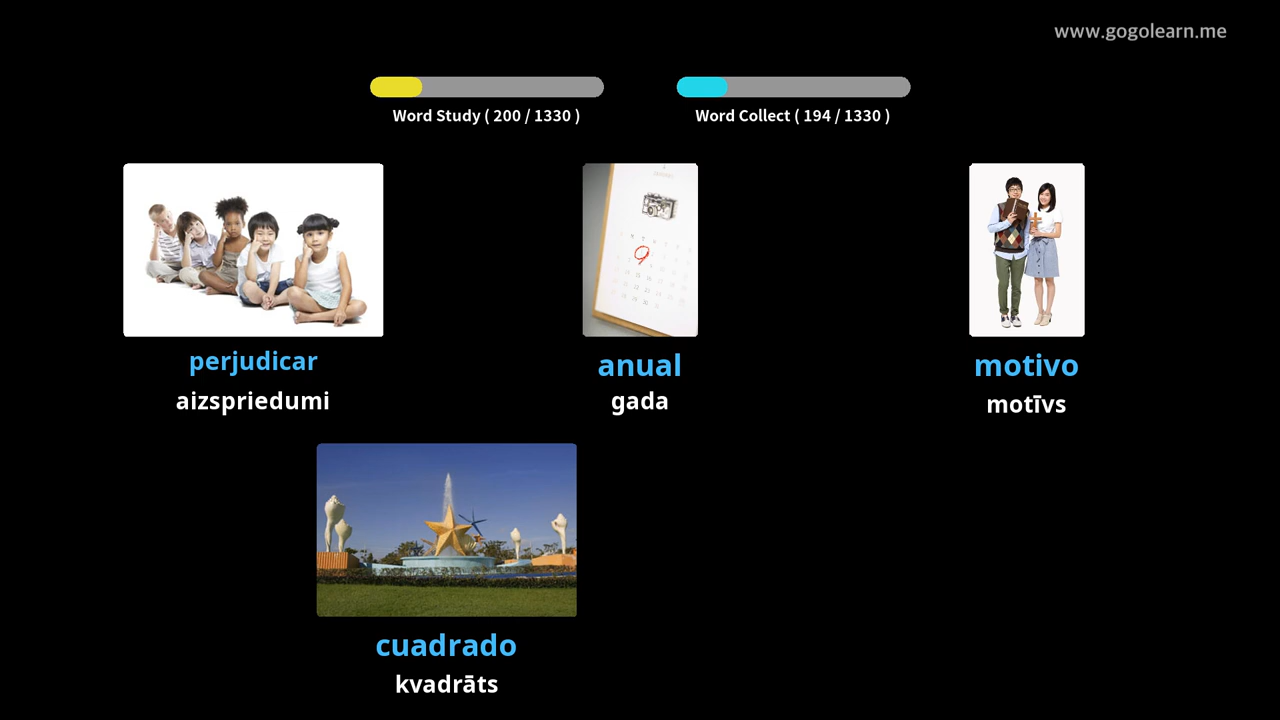 www.gogolearn.me
Word Study ( 200 / 1330 )
Word Collect ( 194 / 1330 )
perjudicar
aizspriedumi
anual
gada
motivo
motīvs
cuadrado
kvadrāts